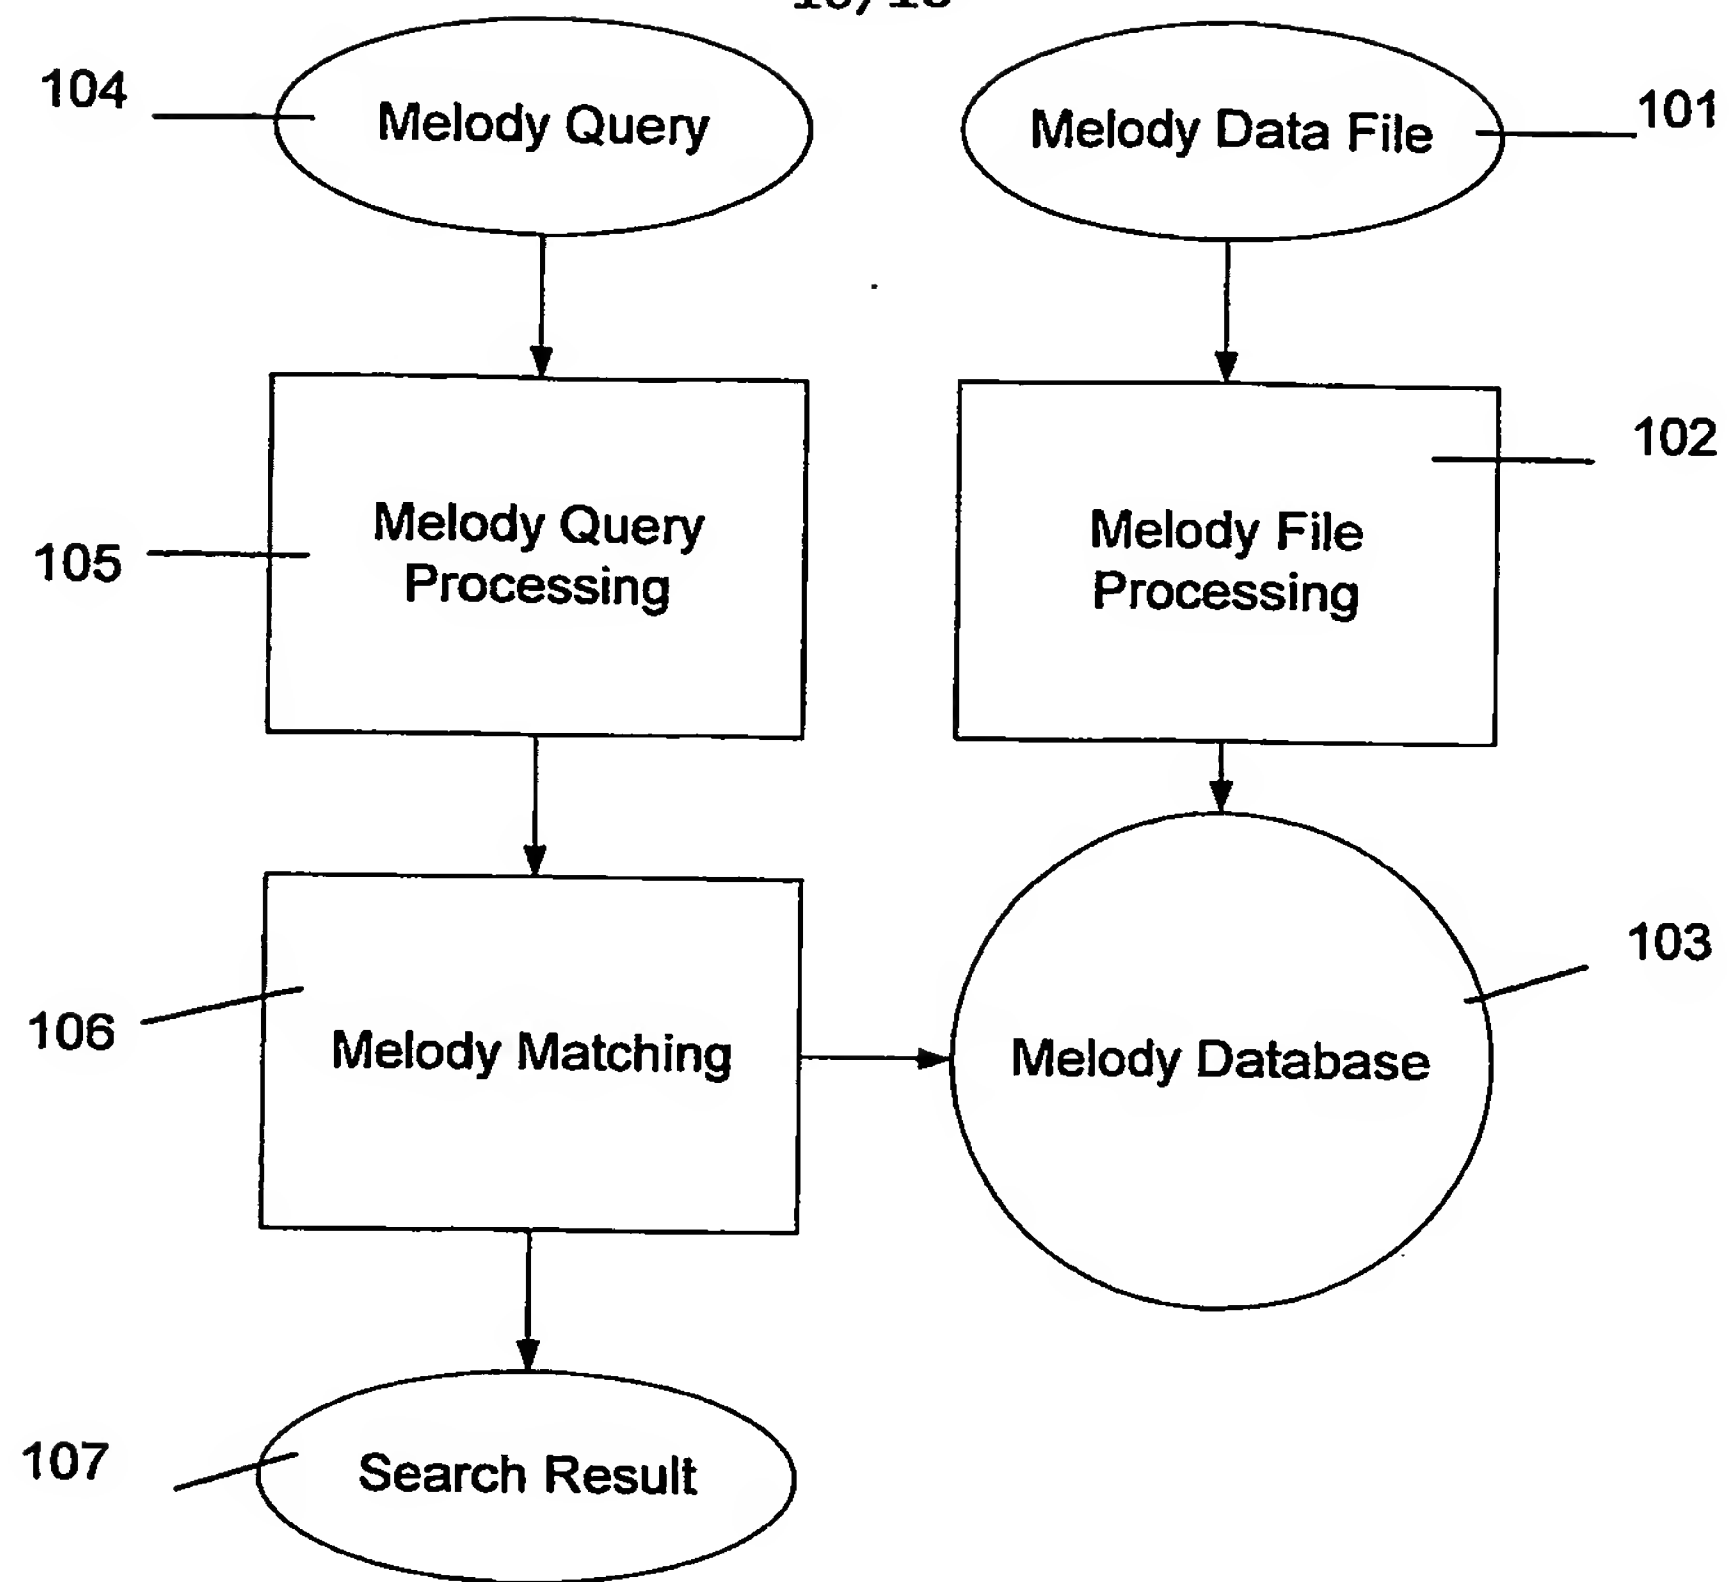 104
Melody Query
Melody Data File
101
105
Melody Query
Processing
Melody File
Processing
102
106
Melody Matching
Melody Database
103
107
Search Result